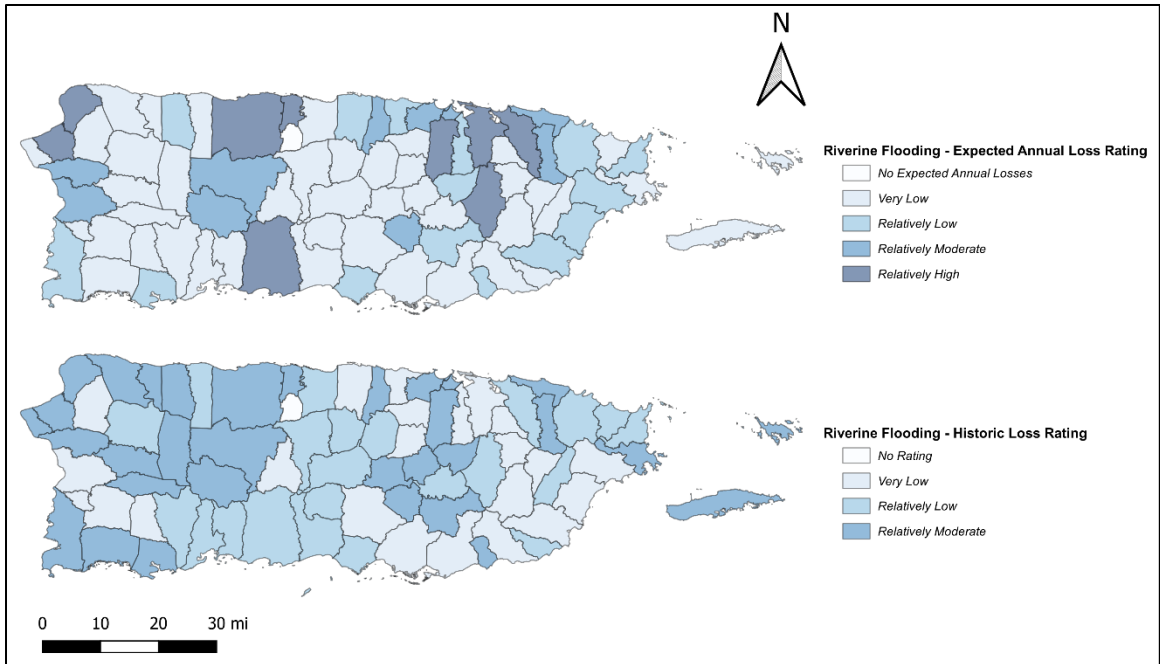 N
Riverine Flooding - Expected Annual Loss Rating
No Expected Annual Losses
Very Low
Relatively Low
Relatively Moderate
Relatively High
Riverine Flooding - Historic Loss Rating
No Rating
Very Low
Relatively Low
Relatively Moderate
0 10 20 30 mi